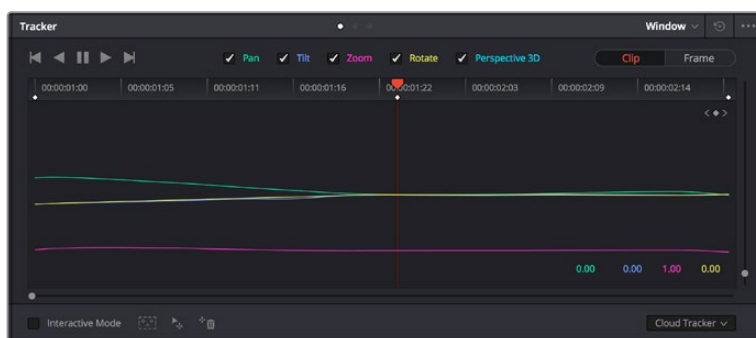 Tracker Window
Pan Tilt Zoom Rotate Perspective 3D Clip Frame
00:00:01:00 00:00:01:05 00:00:01:11 00:00:01:16 00:00:01:22 00:00:02:03 00:00:02:09 00:00:02:14
0.00 0.00 1.00 0.00
Interactive Mode Cloud Tracker